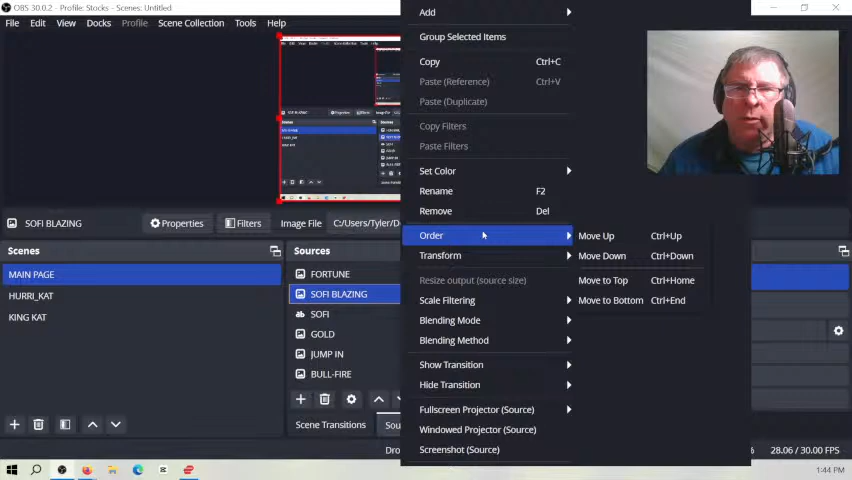 OBS 30.0.2 - Profile: Stocks - Scenes: Untitled
File Edit View Docks Profile Scene Collection Tools Help
Add
Group Selected Items
Copy Ctrl+C
Paste (Reference) Ctrl+V
Paste (Duplicate)
Copy Filters
Paste Filters
Set Color
Rename F2
Remove Del
Order
Move Up Ctrl+Up
Transform
Move Down Ctrl+Down
Resize output (source size)
Move to Top Ctrl+Home
Scale Filtering
Move to Bottom Ctrl+End
Blending Mode
Blending Method
Show Transition
Hide Transition
Fullscreen Projector (Source)
Windowed Projector (Source)
Screenshot (Source)
SOFI BLAZING Properties Filters Image File C:/Users/Tyler/D
Scenes
MAIN PAGE
HURRI_KAT
KING KAT
Sources
FORTUNE
SOFI BLAZING
SOFI
GOLD
JUMP IN
BULL-FIRE
Scene Transitions Sou
Dro
28.06 / 30.00 FPS
1:44 PM